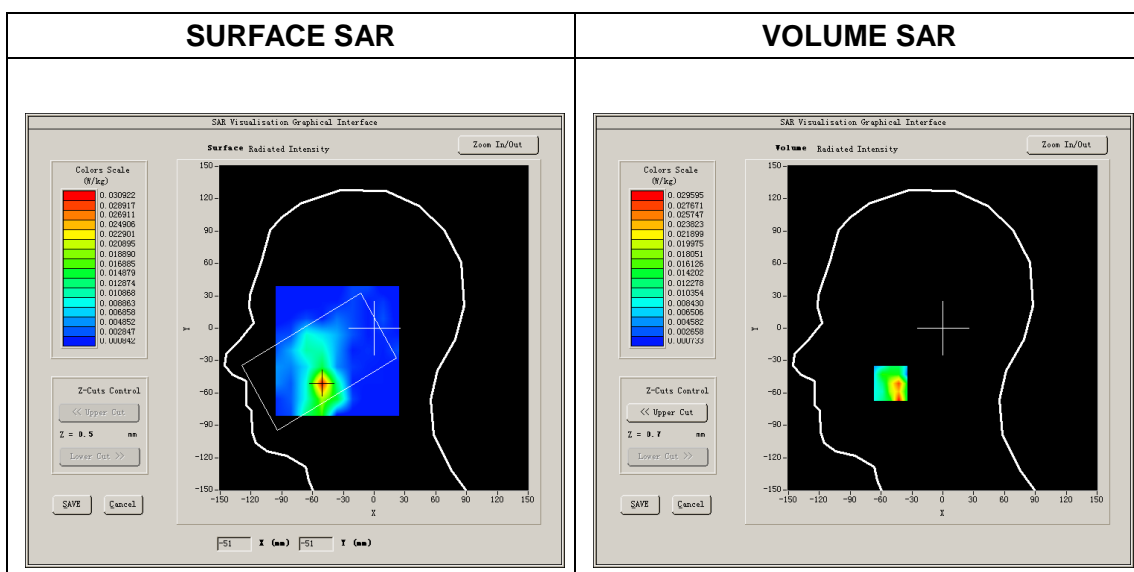 SURFACE SAR
VOLUME SAR
SAR Visualisation Graphical Interface
Surface Radiated Intensity
Zoom In/Out
Colors Scale
(W/kg)
0.030922
0.028917
0.026911
0.024906
0.022901
0.020895
0.018890
0.016885
0.014879
0.012874
0.010868
0.008863
0.006858
0.004852
0.002847
0.000842
Z-Cuts Control
<< Upper Cut
Z = 0.5 mm
Lower Cut >>
SAVE
Cancel
150
120
90
60
30
0
-30
-60
-90
-120
-150
Y
-150 -120 -90 -60 -30 0 30 60 90 120 150
X
-51 X (mm) -51 Y (mm)
SAR Visualisation Graphical Interface
Volume Radiated Intensity
Zoom In/Out
Colors Scale
(W/kg)
0.029595
0.027671
0.025747
0.023823
0.021899
0.019975
0.018051
0.016126
0.014202
0.012278
0.010354
0.008430
0.006506
0.004582
0.002658
0.000733
Z-Cuts Control
<< Upper Cut
Z = 0.7 mm
Lower Cut >>
SAVE
Cancel
150
120
90
60
30
0
-30
-60
-90
-120
-150
Y
-150 -120 -90 -60 -30 0 30 60 90 120 150
X